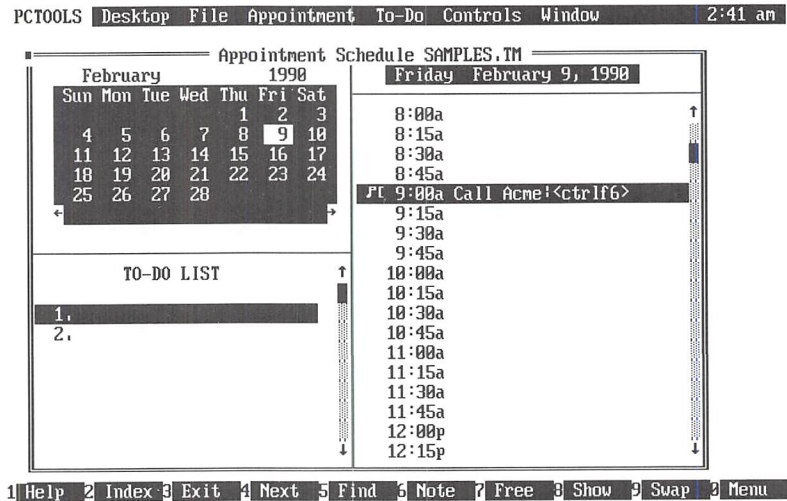 PCTOOLS Desktop File Appointment To-Do Controls Window 2:41 am
Appointment Schedule SAMPLES.TM
February 1990
Sun Mon Tue Wed Thu Fri Sat
1 2 3
4 5 6 7 8 9 10
11 12 13 14 15 16 17
18 19 20 21 22 23 24
25 26 27 28
TO-DO LIST
1.
2.
Friday February 9, 1990
8:00a
8:15a
8:30a
8:45a
♬[ 9:00a Call Acme¦<ctrlf6>
9:15a
9:30a
9:45a
10:00a
10:15a
10:30a
10:45a
11:00a
11:15a
11:30a
11:45a
12:00p
12:15p
1 Help 2 Index 3 Exit 4 Next 5 Find 6 Note 7 Free 8 Show 9 Swap 0 Menu